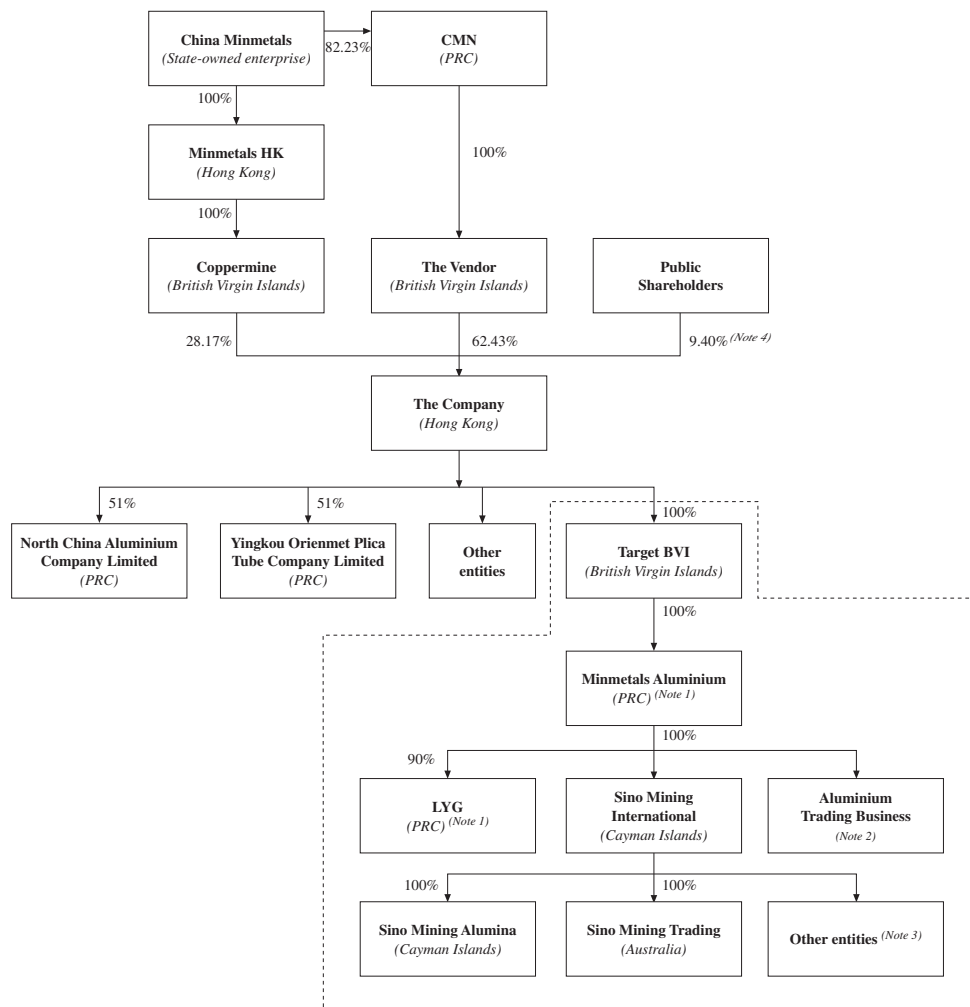 China Minmetals
(State-owned enterprise)
82.23%
CMN
(PRC)
100%
100%
Minmetals HK
(Hong Kong)
100%
Coppermine
(British Virgin Islands)
The Vendor
(British Virgin Islands)
Public
Shareholders
28.17%
62.43%
9.40% (Note 4)
The Company
(Hong Kong)
51%
51%
100%
North China Aluminium
Company Limited
(PRC)
Yingkou Orienmet Plica
Tube Company Limited
(PRC)
Other
entities
Target BVI
(British Virgin Islands)
100%
Minmetals Aluminium
(PRC) (Note 1)
100%
90%
LYG
(PRC) (Note 1)
Sino Mining
International
(Cayman Islands)
Aluminium
Trading Business
(Note 2)
100%
100%
Sino Mining Alumina
(Cayman Islands)
Sino Mining Trading
(Australia)
Other entities (Note 3)